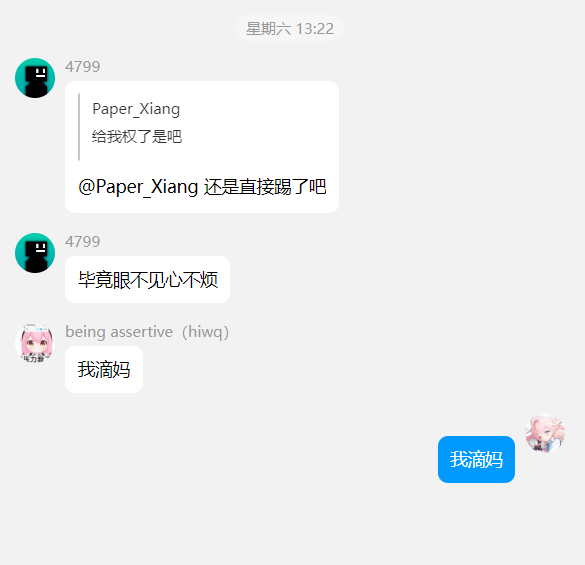 星期六 13:22
4799
Paper_Xiang
给我权了是吧
@Paper_Xiang 还是直接踢了吧
4799
毕竟眼不见心不烦
being assertive（hiwq）
我滴妈
我滴妈